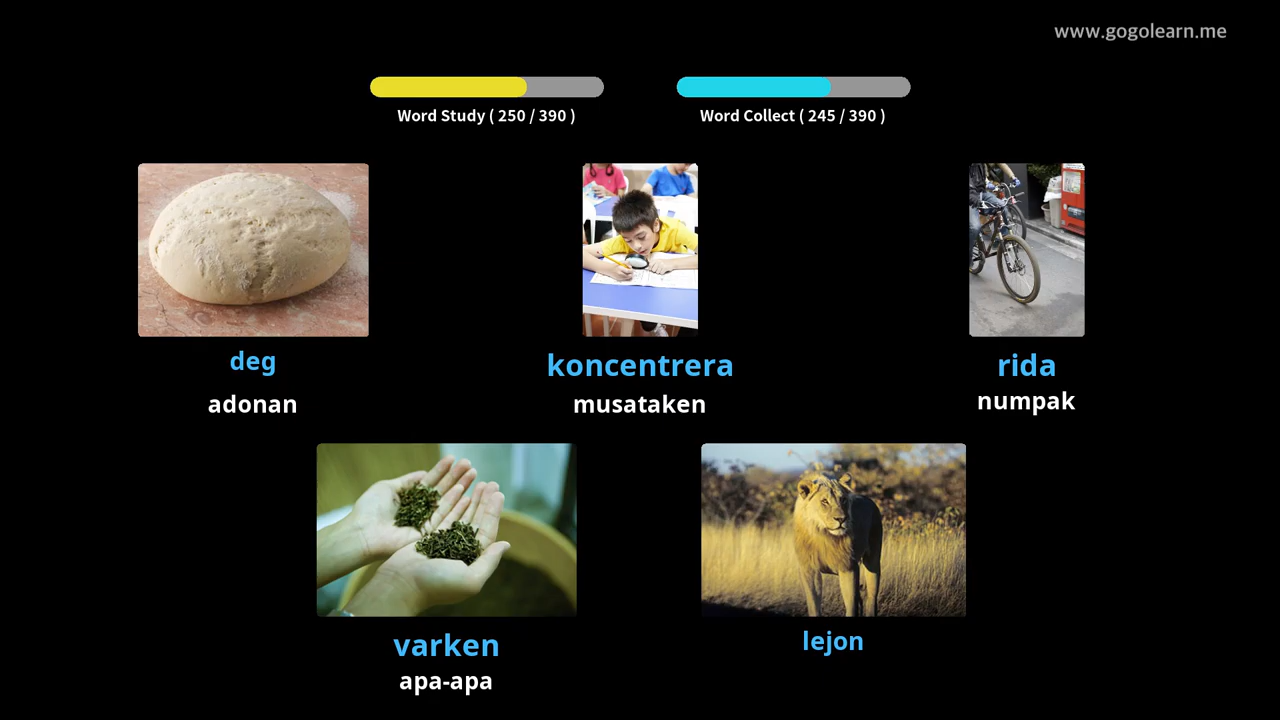 www.gogolearn.me
Word Study ( 250 / 390 )
Word Collect ( 245 / 390 )
deg
adonan
koncentrera
musataken
rida
numpak
varken
apa-apa
lejon